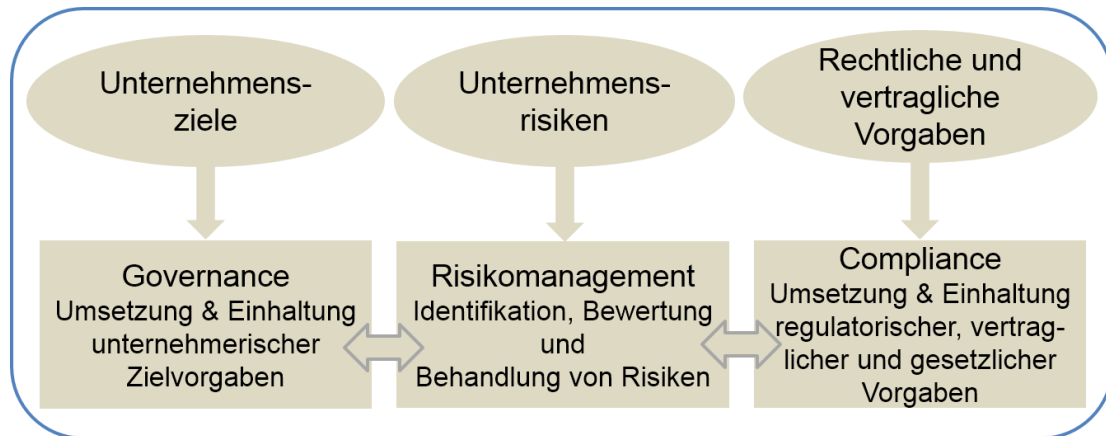 Unternehmens-
ziele
Unternehmens-
risiken
Rechtliche und
vertragliche
Vorgaben
Governance
Umsetzung & Einhaltung
unternehmerischer
Zielvorgaben
Risikomanagement
Identifikation, Bewertung
und
Behandlung von Risiken
Compliance
Umsetzung & Einhaltung
regulatorischer, vertrag-
licher und gesetzlicher
Vorgaben